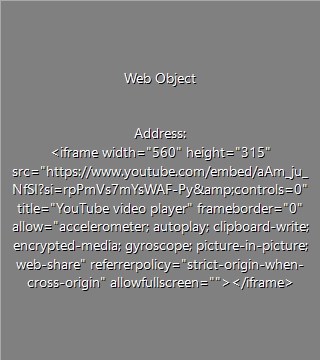 Web Object
Address:
<iframe width="560" height="315"
src="https://www.youtube.com/embed/aAm_ju_
NfSI?si=rpPmVs7mYsWAF-Py&amp;controls=0"
title="YouTube video player" frameborder="0"
allow="accelerometer; autoplay; clipboard-write;
encrypted-media; gyroscope; picture-in-picture;
web-share" referrerpolicy="strict-origin-when-
cross-origin" allowfullscreen=""></iframe>